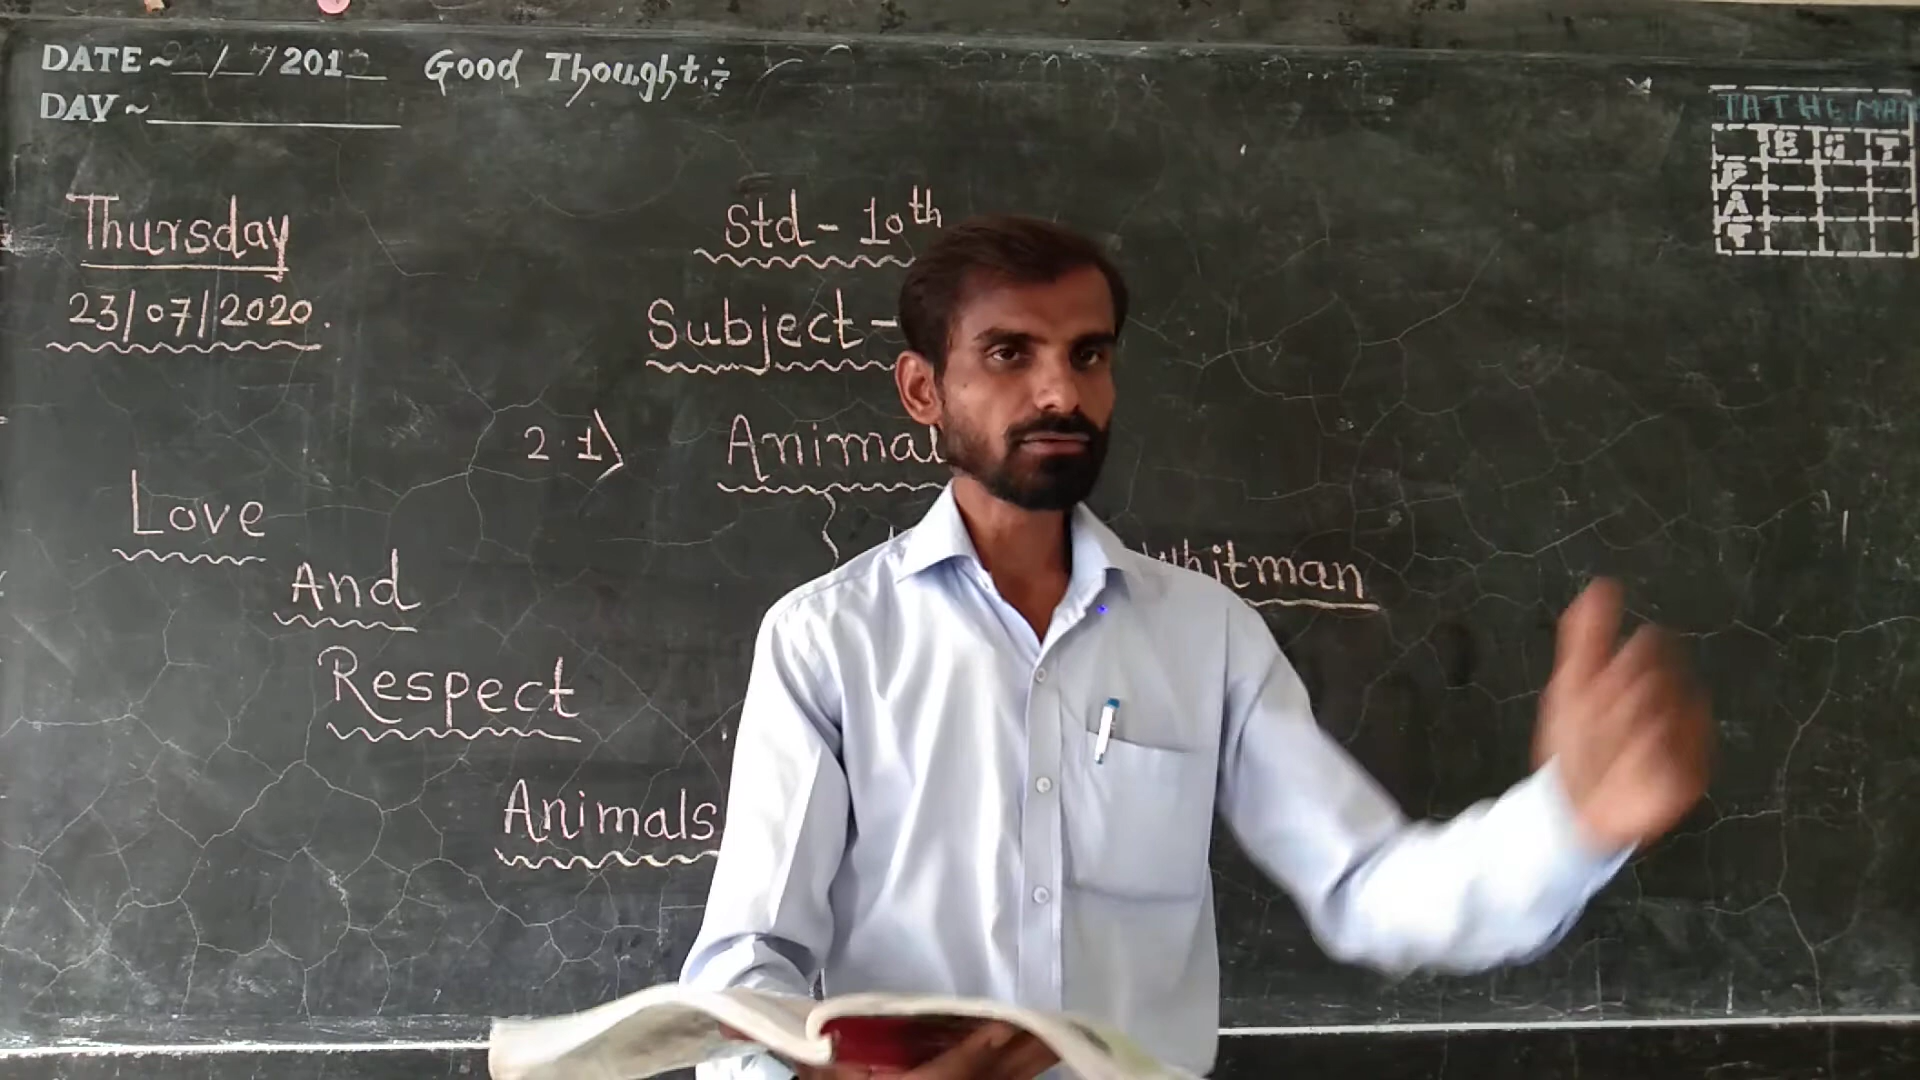 DATE ~ / /201
Good Thought :
DAY ~
Thursday
23/07/2020.
Std - 10th
Subject -
2.1)
Animal
Whitman
Love
And
Respect
Animals
B G T
P
A
T